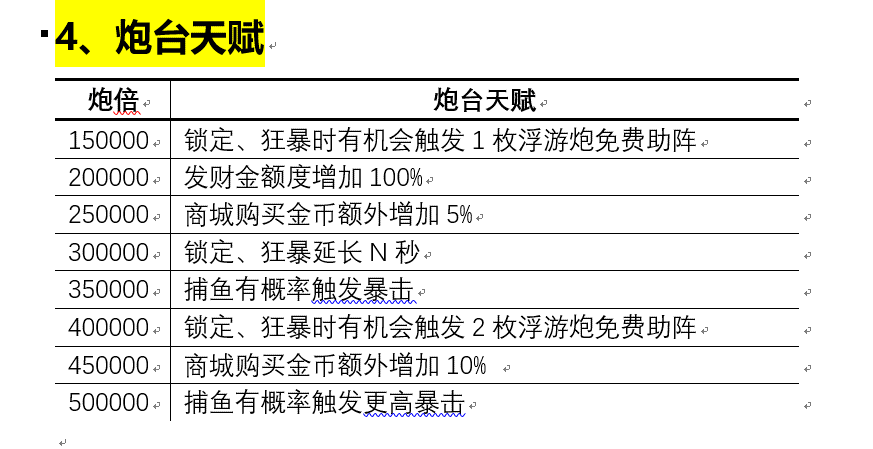 4、炮台天赋
炮倍 炮台天赋
150000 锁定、狂暴时有机会触发 1 枚浮游炮免费助阵
200000 发财金额度增加 100%
250000 商城购买金币额外增加 5%
300000 锁定、狂暴延长 N 秒
350000 捕鱼有概率触发暴击
400000 锁定、狂暴时有机会触发 2 枚浮游炮免费助阵
450000 商城购买金币额外增加 10%
500000 捕鱼有概率触发更高暴击